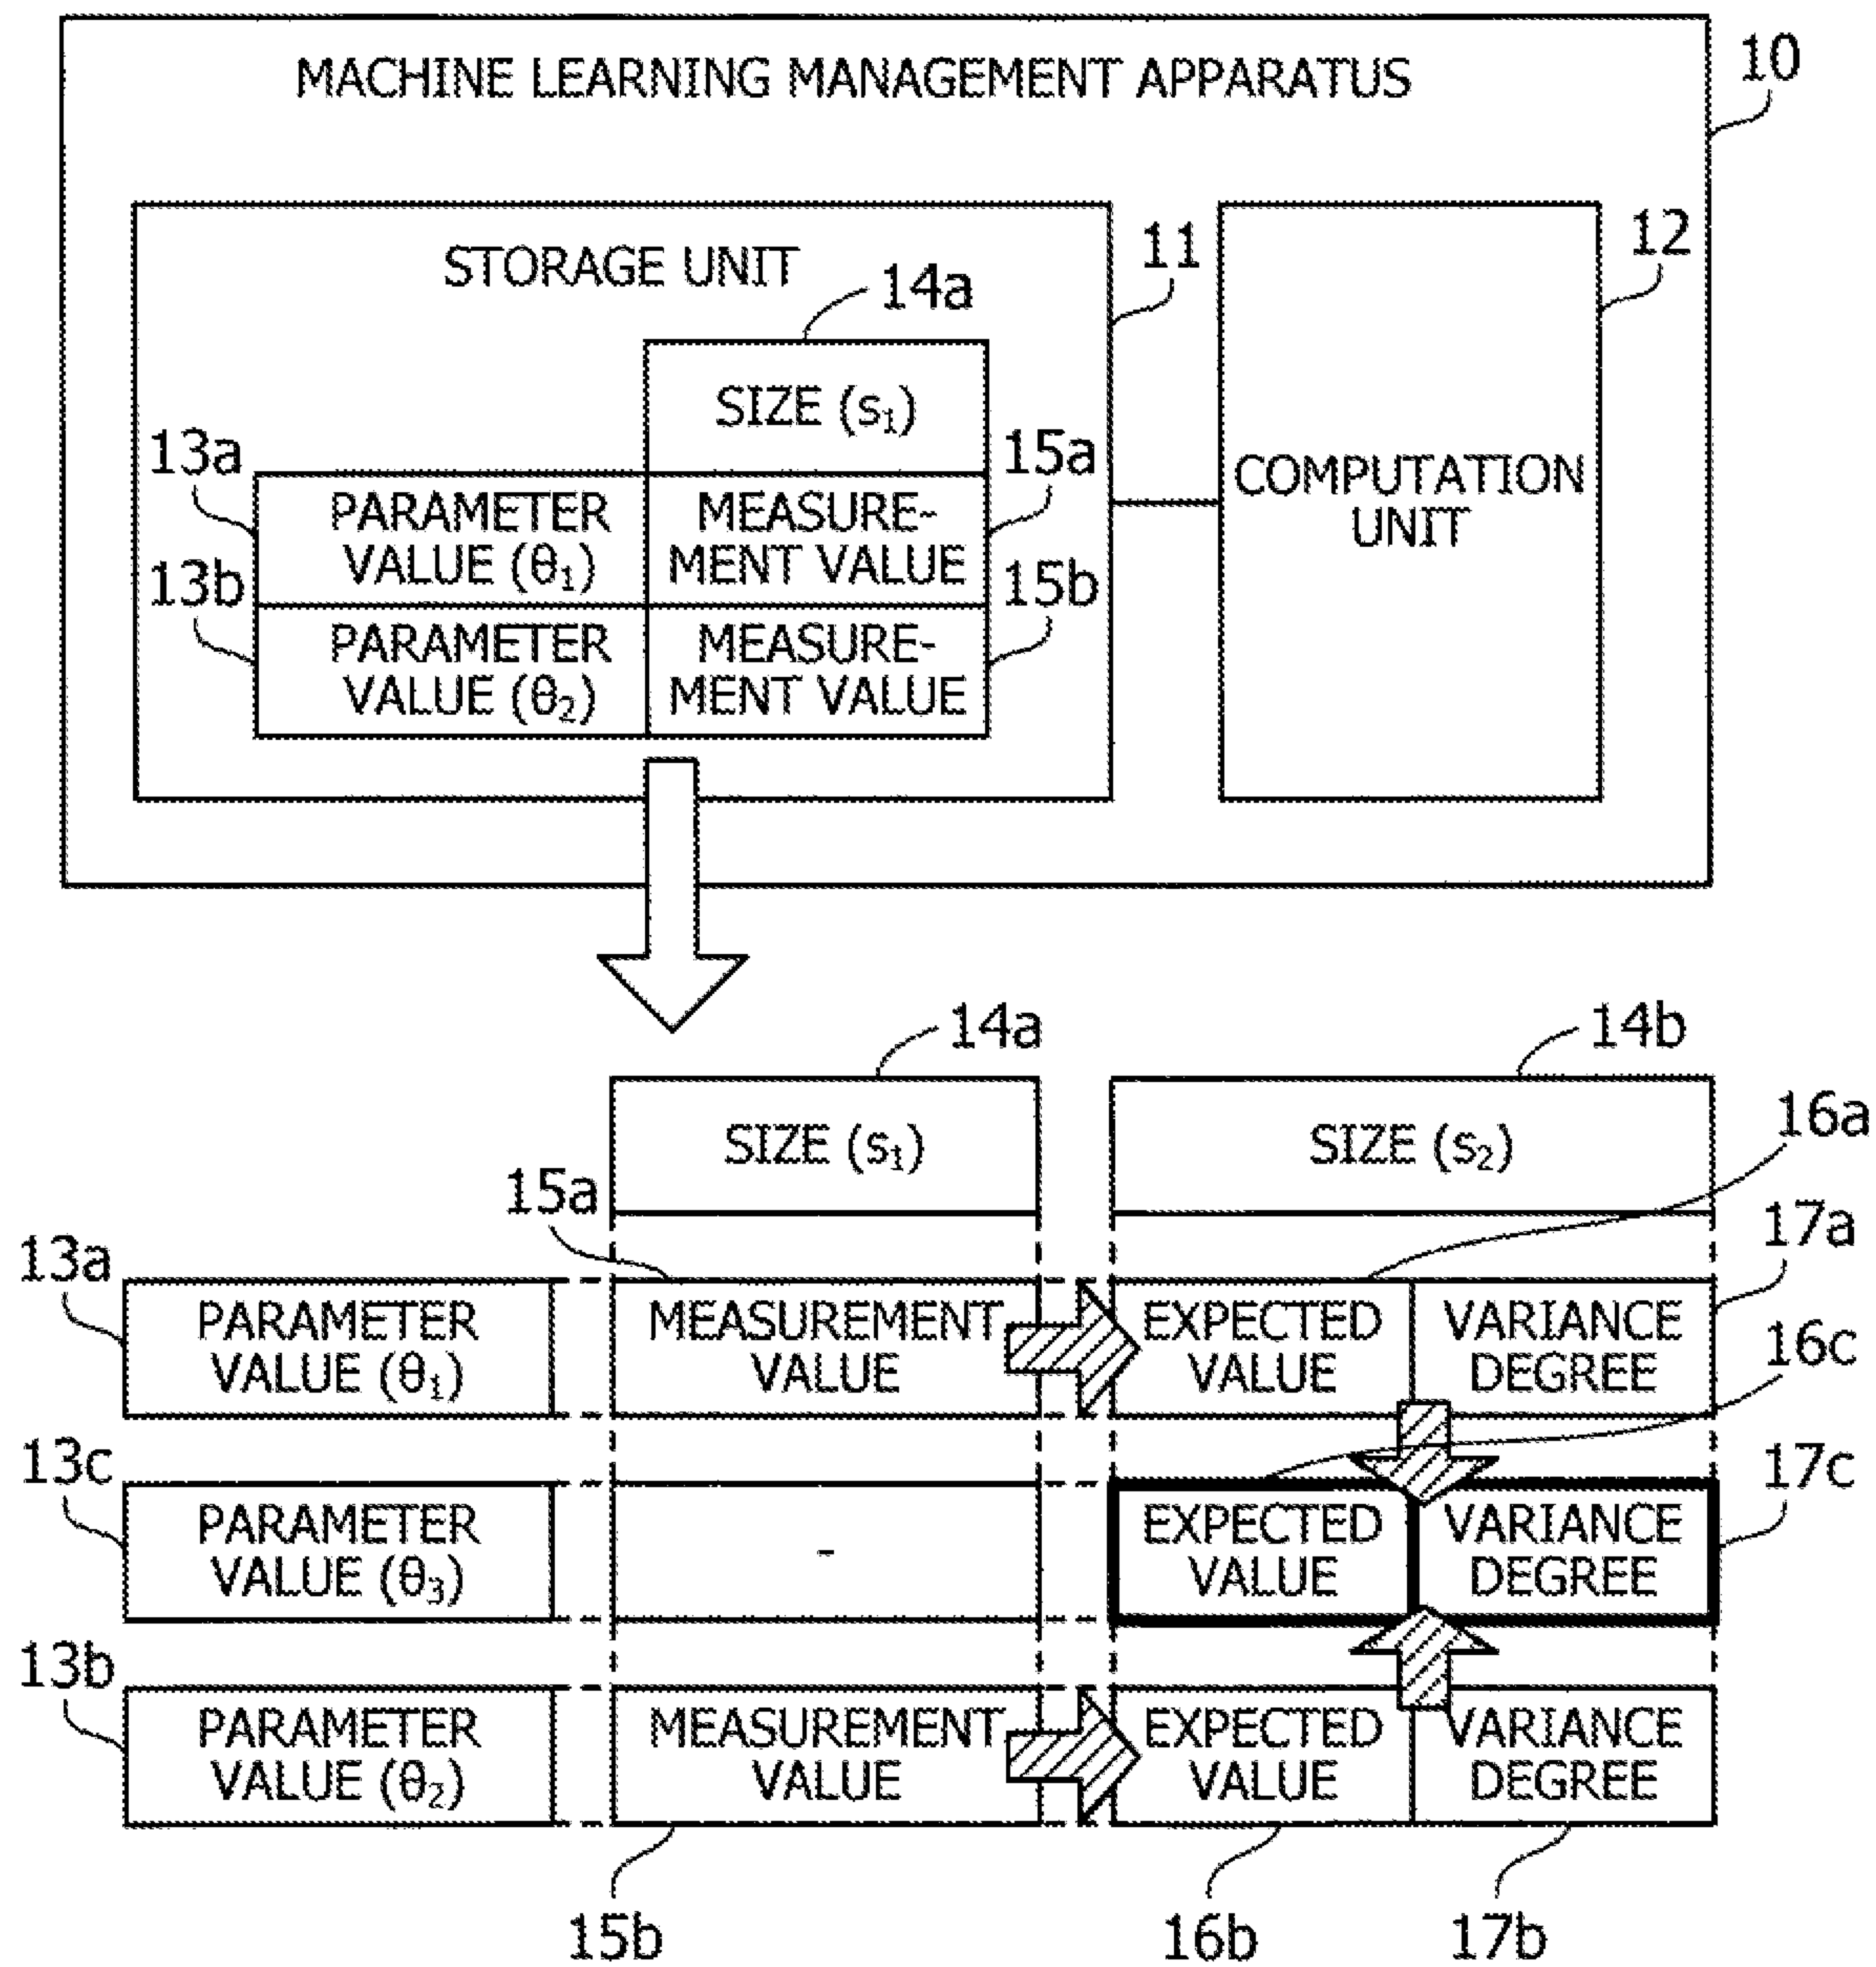 MACHINE LEARNING MANAGEMENT APPARATUS
10
STORAGE UNIT
11
12
14a
SIZE (s₁)
13a
PARAMETER
VALUE (θ₁)
MEASURE-
MENT VALUE
15a
13b
PARAMETER
VALUE (θ₂)
MEASURE-
MENT VALUE
15b
COMPUTATION
UNIT
14a
14b
SIZE (s₁)
SIZE (s₂)
16a
15a
17a
13a
PARAMETER
VALUE (θ₁)
MEASUREMENT
VALUE
EXPECTED
VALUE
VARIANCE
DEGREE
16c
13c
PARAMETER
VALUE (θ₃)
-
EXPECTED
VALUE
VARIANCE
DEGREE
17c
13b
PARAMETER
VALUE (θ₂)
MEASUREMENT
VALUE
EXPECTED
VALUE
VARIANCE
DEGREE
15b
16b
17b